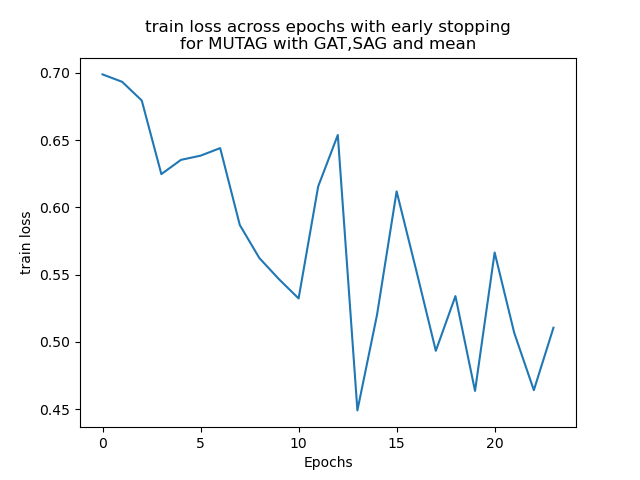 train loss across epochs with early stopping
for MUTAG with GAT,SAG and mean
0.70
0.65
0.60
0.55
0.50
0.45
train loss
0 5 10 15 20
Epochs